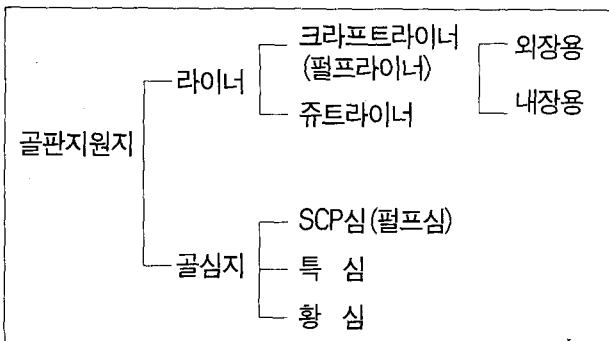 크라프트라이너
(펄프라이너)
외장용
내장용
라이너
쥬트라이너
골판지원지
SCP심(펄프심)
골심지
특 심
황 심